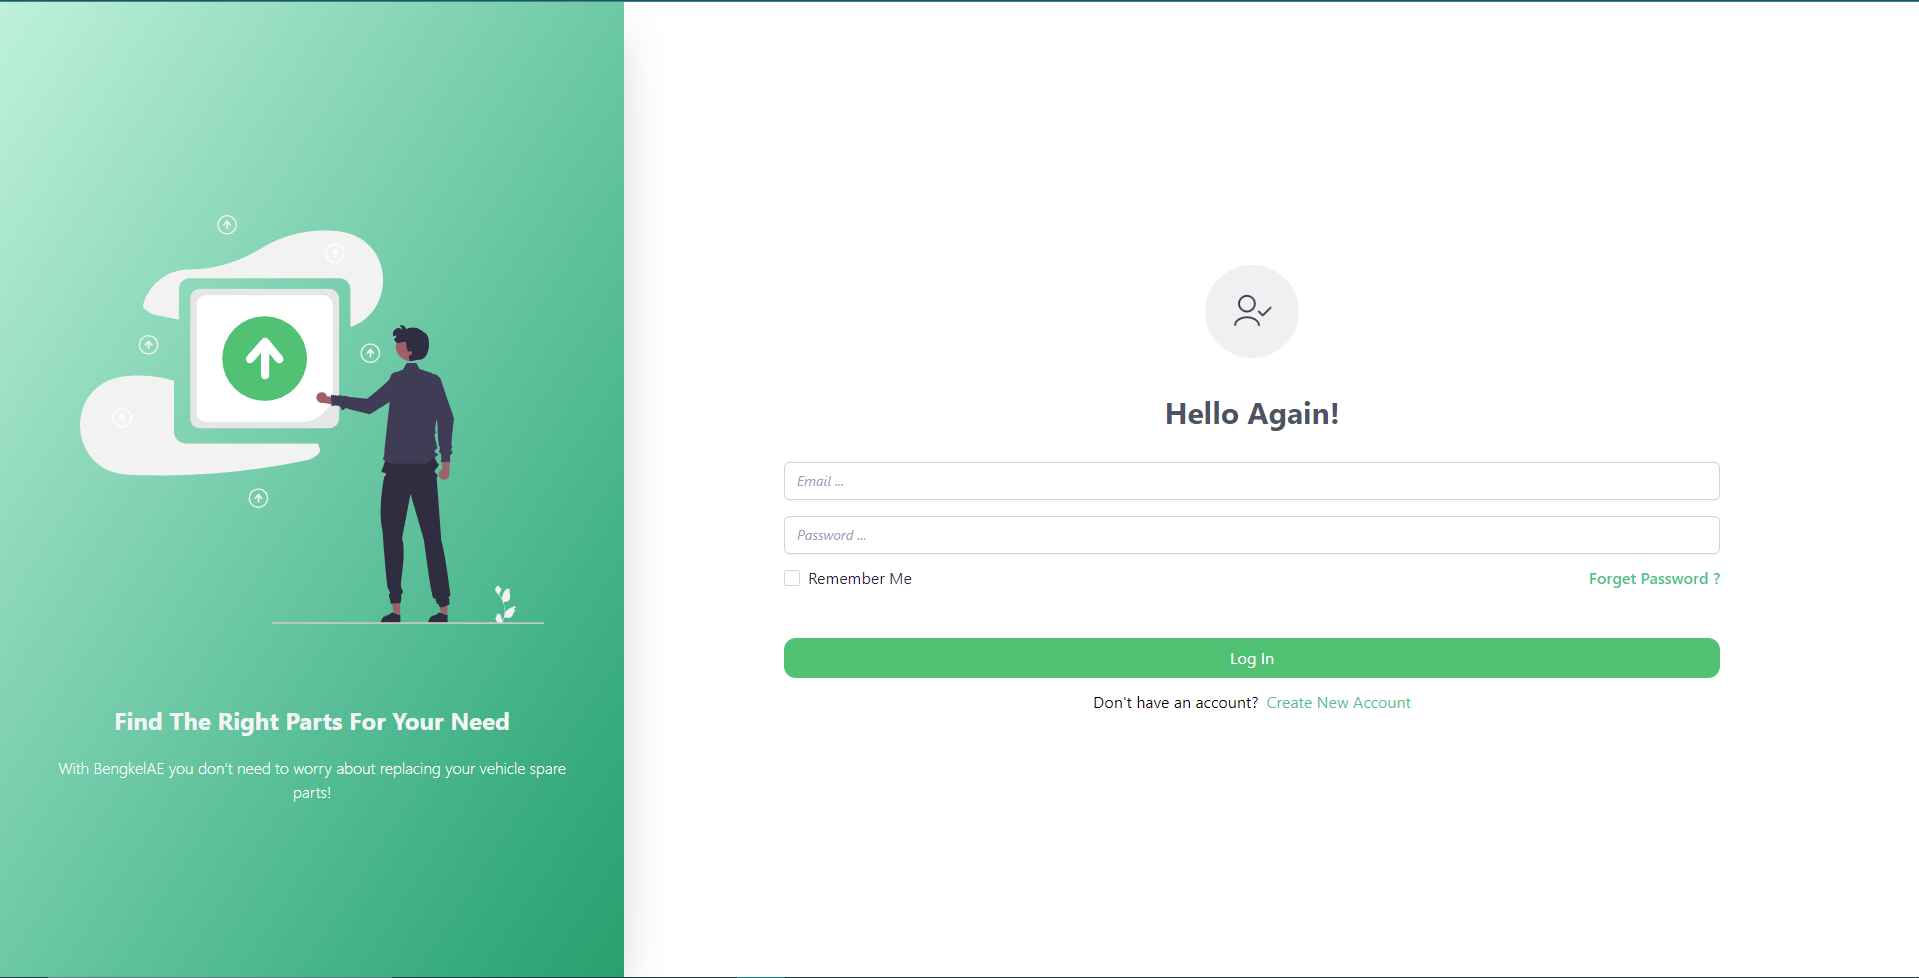 Find The Right Parts For Your Need
With BengkelAE you don't need to worry about replacing your vehicle spare
parts!
Hello Again!
Email ...
Password ...
Remember Me
Forget Password ?
Log In
Don't have an account? Create New Account